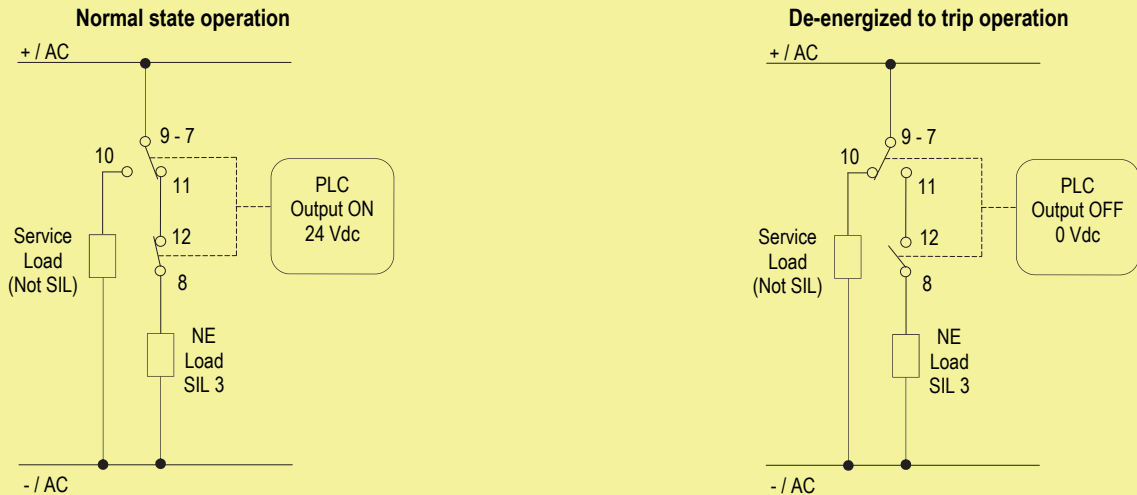 Normal state operation
+ / AC
9 - 7
10
11
PLC
Output ON
24 Vdc
12
Service
Load
(Not SIL)
8
NE
Load
SIL 3
- / AC
De-energized to trip operation
+ / AC
9 - 7
10
11
PLC
Output OFF
0 Vdc
12
Service
Load
(Not SIL)
8
NE
Load
SIL 3
- / AC